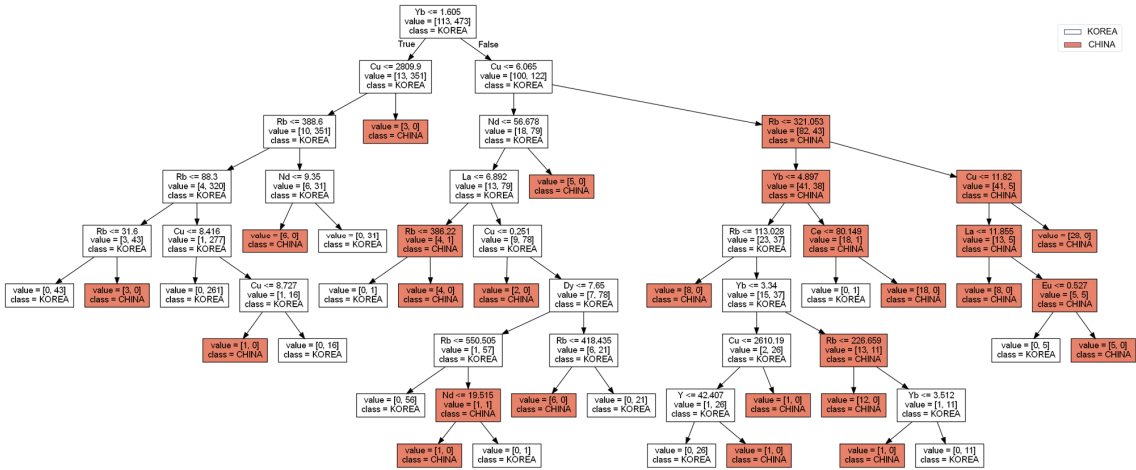 Yb <= 1.605
value = [113, 473]
class = KOREA
True
False
KOREA
CHINA
Cu <= 2809.9
value = [13, 351]
class = KOREA
Cu <= 6.065
value = [100, 122]
class = KOREA
Rb <= 388.6
value = [10, 351]
class = KOREA
value = [3, 0]
class = CHINA
Nd <= 56.678
value = [18, 79]
class = KOREA
Rb <= 321.053
value = [82, 43]
class = CHINA
Rb <= 88.3
value = [4, 320]
class = KOREA
Nd <= 9.35
value = [6, 31]
class = KOREA
La <= 6.892
value = [13, 79]
class = KOREA
value = [5, 0]
class = CHINA
Yb <= 4.897
value = [41, 38]
class = CHINA
Cu <= 11.82
value = [41, 5]
class = CHINA
Rb <= 31.6
value = [3, 43]
class = KOREA
Cu <= 8.416
value = [1, 277]
class = KOREA
value = [6, 0]
class = CHINA
value = [0, 31]
class = KOREA
Rb <= 386.22
value = [4, 1]
class = CHINA
Cu <= 0.251
value = [9, 78]
class = KOREA
Rb <= 113.028
value = [23, 37]
class = KOREA
Ce <= 80.149
value = [18, 1]
class = CHINA
La <= 11.855
value = [13, 5]
class = CHINA
value = [28, 0]
class = CHINA
value = [0, 43]
class = KOREA
value = [3, 0]
class = CHINA
value = [0, 261]
class = KOREA
Cu <= 8.727
value = [1, 16]
class = KOREA
value = [0, 1]
class = KOREA
value = [4, 0]
class = CHINA
value = [2, 0]
class = CHINA
Dy <= 7.65
value = [7, 78]
class = KOREA
value = [8, 0]
class = CHINA
Yb <= 3.34
value = [15, 37]
class = KOREA
value = [0, 1]
class = KOREA
value = [18, 0]
class = CHINA
value = [8, 0]
class = CHINA
Eu <= 0.527
value = [5, 5]
class = CHINA
value = [1, 0]
class = CHINA
value = [0, 16]
class = KOREA
Rb <= 550.505
value = [1, 57]
class = KOREA
Rb <= 418.435
value = [6, 21]
class = KOREA
Cu <= 2610.19
value = [2, 26]
class = KOREA
Rb <= 226.659
value = [13, 11]
class = CHINA
value = [0, 5]
class = KOREA
value = [5, 0]
class = CHINA
value = [0, 56]
class = KOREA
Nd <= 19.515
value = [1, 1]
class = CHINA
value = [6, 0]
class = CHINA
value = [0, 21]
class = KOREA
Y <= 42.407
value = [1, 26]
class = KOREA
value = [1, 0]
class = CHINA
value = [12, 0]
class = CHINA
Yb <= 3.512
value = [1, 11]
class = KOREA
value = [1, 0]
class = CHINA
value = [0, 1]
class = KOREA
value = [0, 26]
class = KOREA
value = [1, 0]
class = CHINA
value = [1, 0]
class = CHINA
value = [0, 11]
class = KOREA